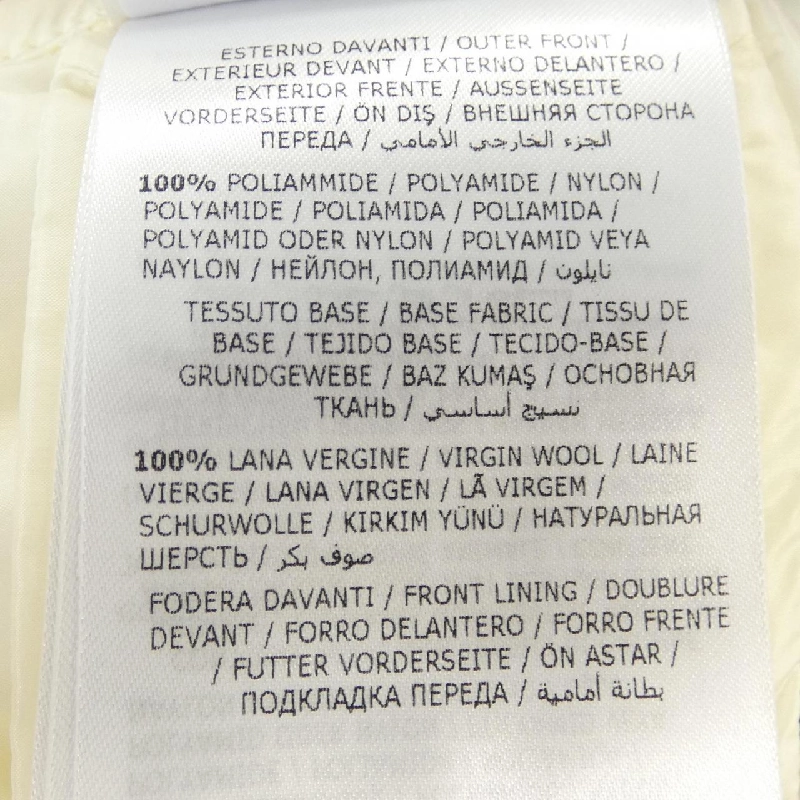 ESTERNO DAVANTI / OUTER FRONT /
EXTERIEUR DEVANT / EXTERNO DELANTERO /
EXTERIOR FRENTE / AUSSENSEITE
VORDERSEITE / ÖN DIŞ / ВНЕШНЯЯ СТОРОНА
ПЕРЕДА / الجزء الخارجي الأمامي
100% POLIAMMIDE / POLYAMIDE / NYLON /
POLYAMIDE / POLIAMIDA / POLIAMIDA /
POLYAMID ODER NYLON / POLYAMID VEYA
NAYLON / НЕЙЛОН, ПОЛИАМИД / نايلون
TESSUTO BASE / BASE FABRIC / TISSU DE
BASE / TEJIDO BASE / TECIDO-BASE /
GRUNDGEWEBE / BAZ KUMAŞ / ОСНОВНАЯ
ТКАНЬ / نسيج أساسي
100% LANA VERGINE / VIRGIN WOOL / LAINE
VIERGE / LANA VIRGEN / LÃ VIRGEM /
SCHURWOLLE / KIRKIM YÜNÜ / НАТУРАЛЬНАЯ
ШЕРСТЬ / صوف بكر
FODERA DAVANTI / FRONT LINING / DOUBLURE
DEVANT / FORRO DELANTERO / FORRO FRENTE
/ FUTTER VORDERSEITE / ÖN ASTAR /
ПОДКЛАДКА ПЕРЕДА / بطانة أمامية